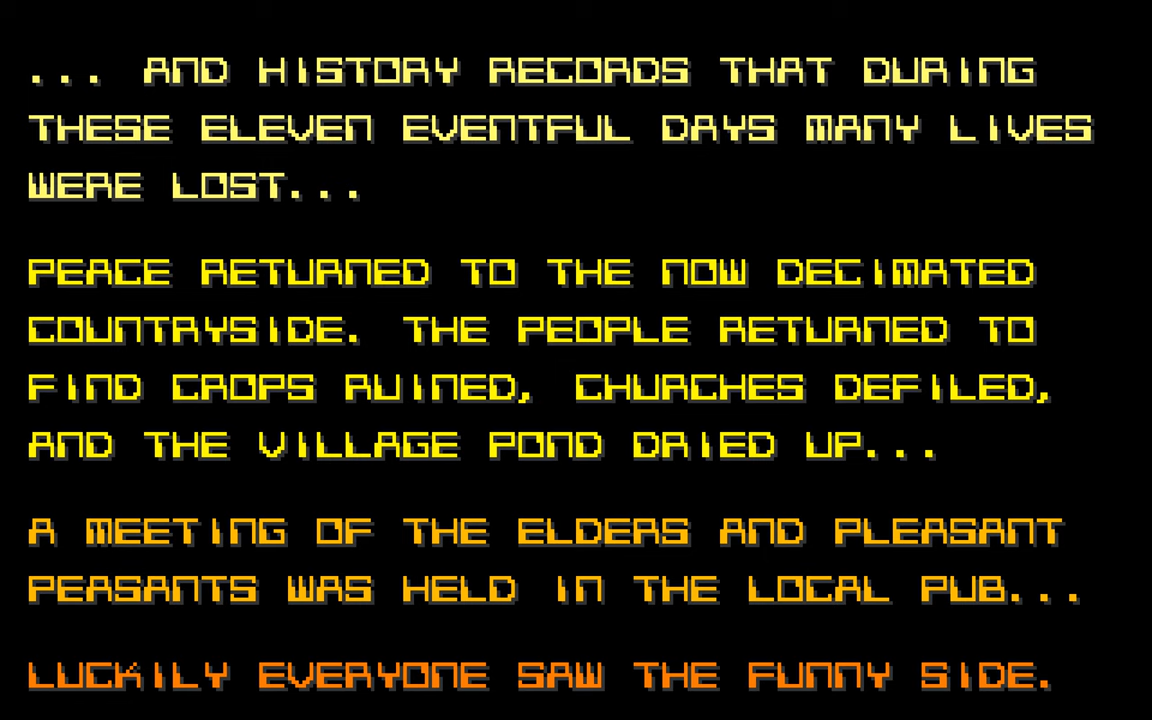 ... AND HISTORY RECORDS THAT DURING
THESE ELEVEN EVENTFUL DAYS MANY LIVES
WERE LOST...
PEACE RETURNED TO THE NOW DECIMATED
COUNTRYSIDE. THE PEOPLE RETURNED TO
FIND CROPS RUINED, CHURCHES DEFILED,
AND THE VILLAGE POND DRIED UP...
A MEETING OF THE ELDERS AND PLEASANT
PEASANTS WAS HELD IN THE LOCAL PUB...
LUCKILY EVERYONE SAW THE FUNNY SIDE.